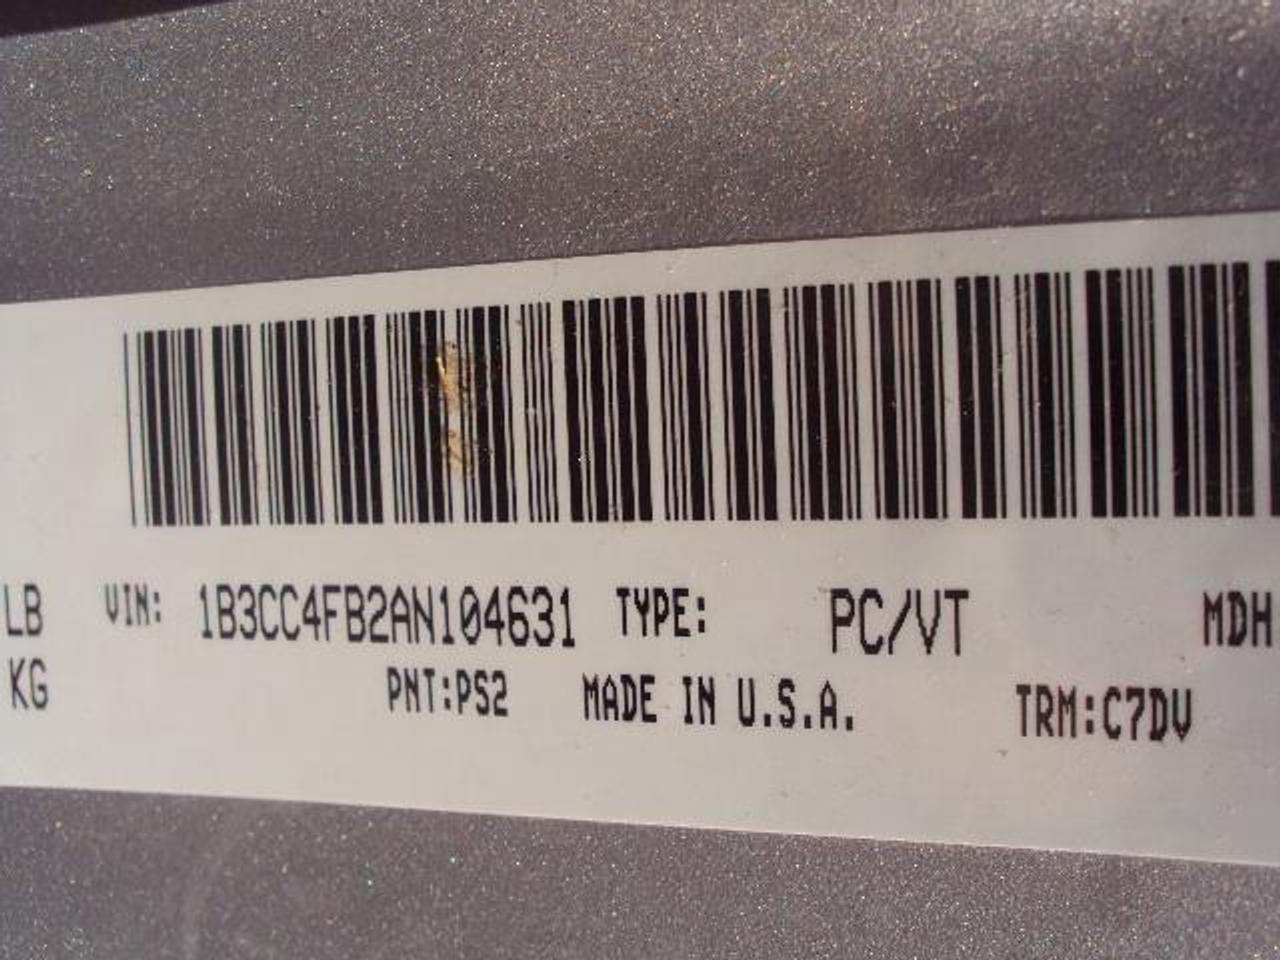 LB VIN: 1B3CC4FB2AN104631 TYPE: PC/VT MDH
KG PNT:PS2 MADE IN U.S.A. TRM:C7DV